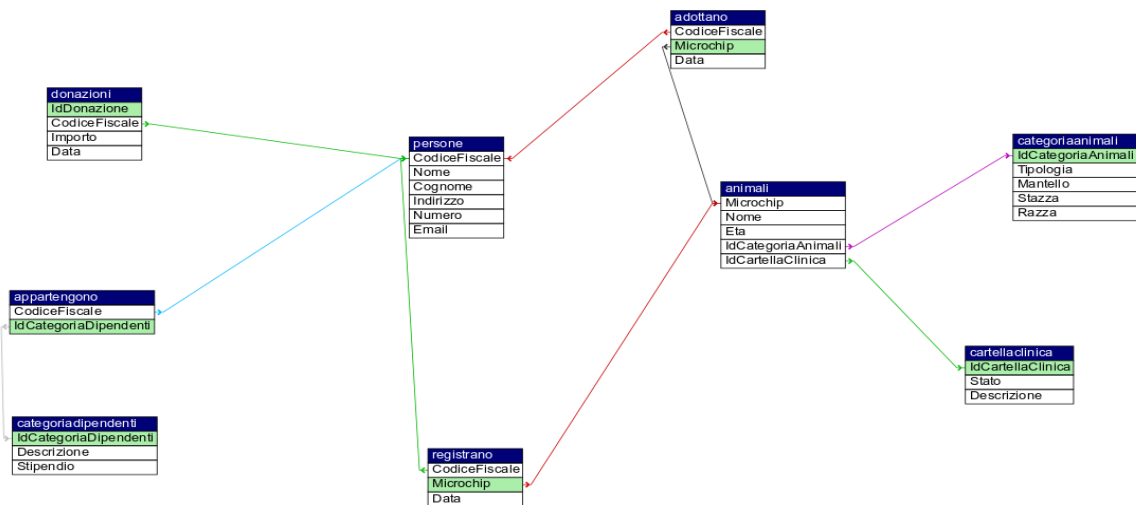 adottano
CodiceFiscale
Microchip
Data
donazioni
IdDonazione
CodiceFiscale
Importo
Data
persone
CodiceFiscale
Nome
Cognome
Indirizzo
Numero
Email
categoriaanimali
IdCategoriaAnimali
Tipologia
Mantello
Stazza
Razza
animali
Microchip
Nome
Eta
IdCategoriaAnimali
IdCartellaClinica
appartengono
CodiceFiscale
IdCategoriaDipendenti
cartellaclinica
IdCartellaClinica
Stato
Descrizione
categoriadipendenti
IdCategoriaDipendenti
Descrizione
Stipendio
registrano
CodiceFiscale
Microchip
Data